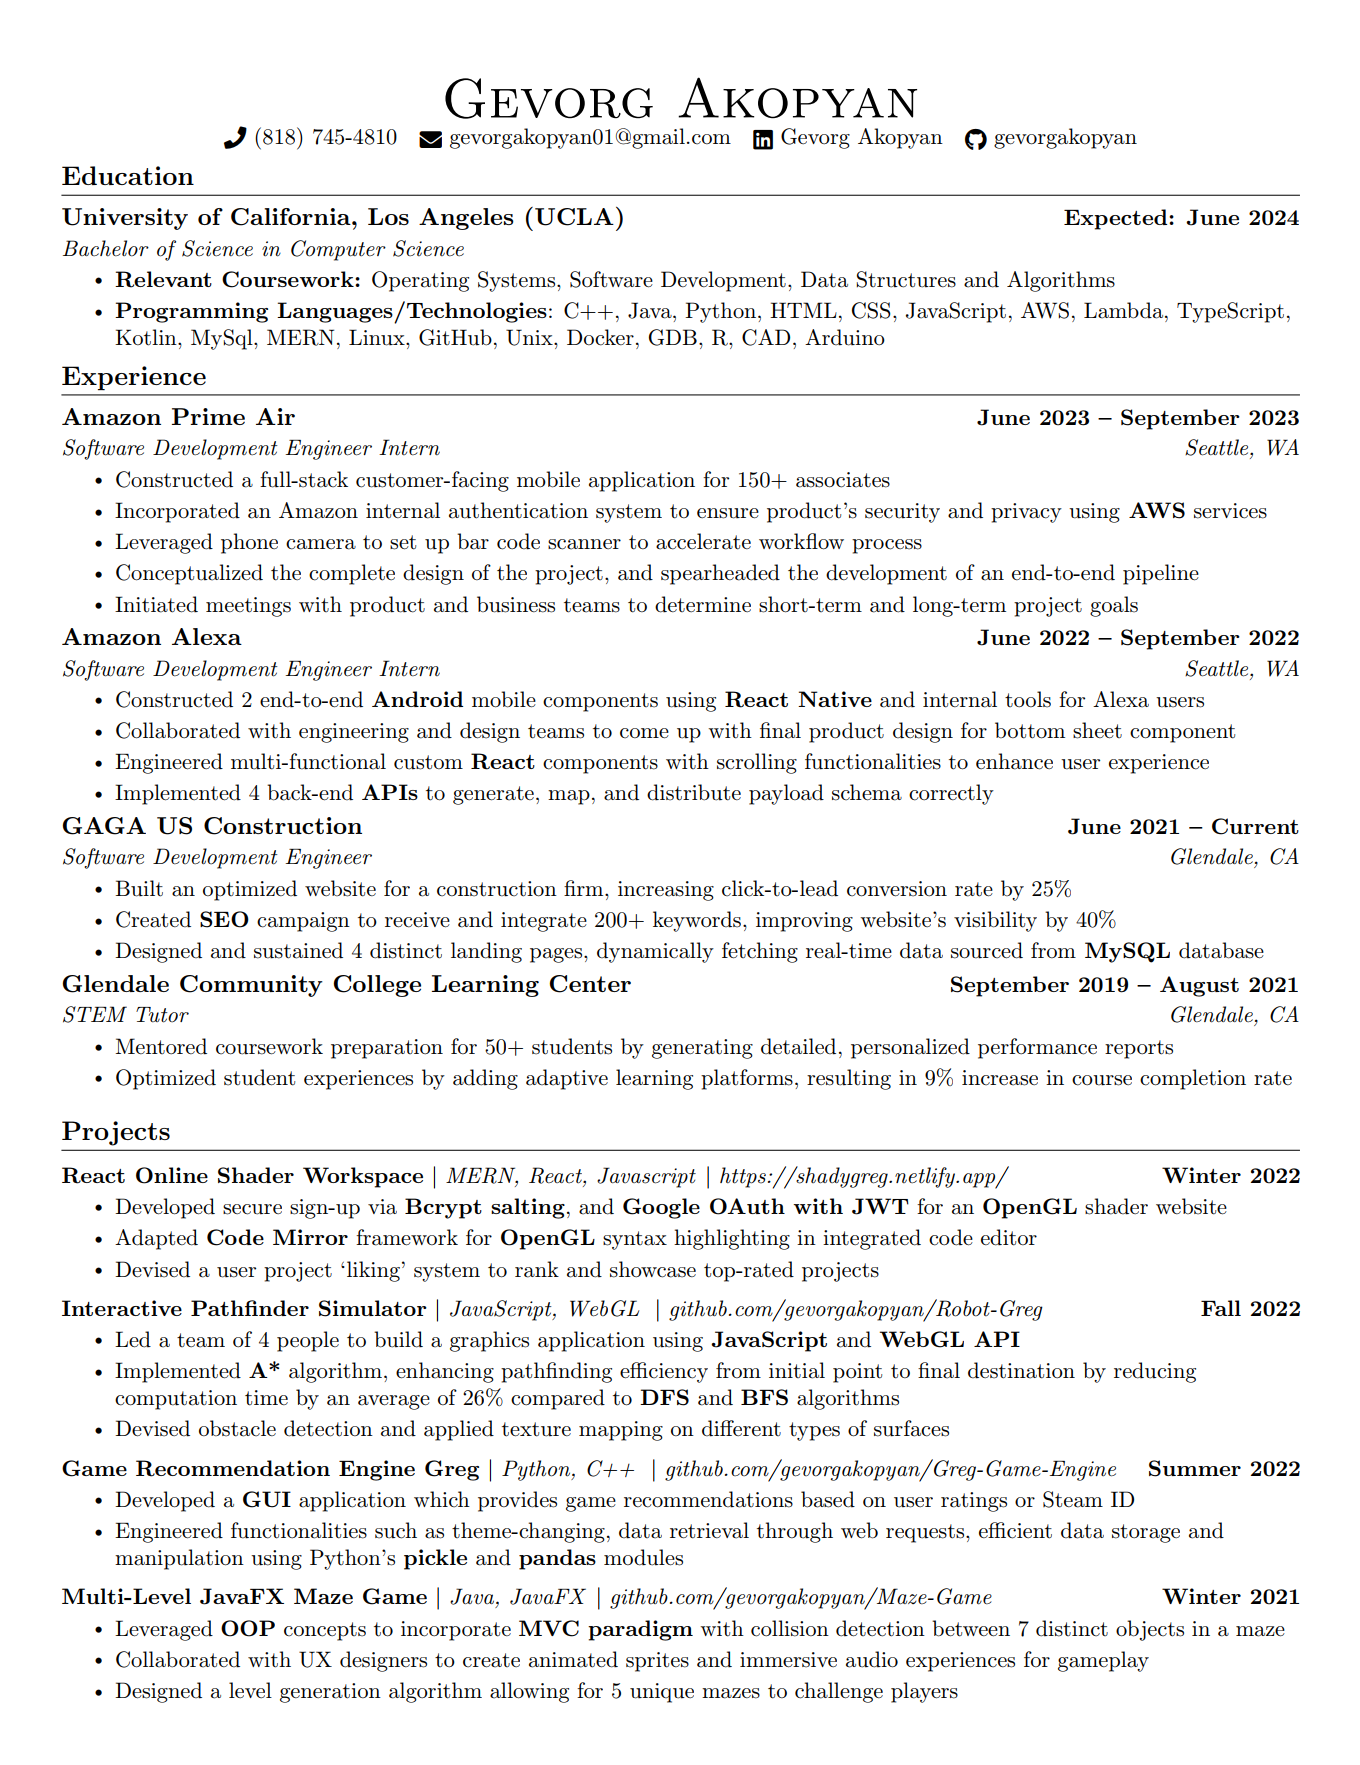 Gevorg Akopyan
(818) 745-4810 gevorgakopyan01@gmail.com Gevorg Akopyan gevorgakopyan
Education
University of California, Los Angeles (UCLA) Expected: June 2024
Bachelor of Science in Computer Science
• Relevant Coursework: Operating Systems, Software Development, Data Structures and Algorithms
• Programming Languages/Technologies: C++, Java, Python, HTML, CSS, JavaScript, AWS, Lambda, TypeScript,
Kotlin, MySql, MERN, Linux, GitHub, Unix, Docker, GDB, R, CAD, Arduino
Experience
Amazon Prime Air June 2023 – September 2023
Software Development Engineer Intern Seattle, WA
• Constructed a full-stack customer-facing mobile application for 150+ associates
• Incorporated an Amazon internal authentication system to ensure product's security and privacy using AWS services
• Leveraged phone camera to set up bar code scanner to accelerate workflow process
• Conceptualized the complete design of the project, and spearheaded the development of an end-to-end pipeline
• Initiated meetings with product and business teams to determine short-term and long-term project goals
Amazon Alexa June 2022 – September 2022
Software Development Engineer Intern Seattle, WA
• Constructed 2 end-to-end Android mobile components using React Native and internal tools for Alexa users
• Collaborated with engineering and design teams to come up with final product design for bottom sheet component
• Engineered multi-functional custom React components with scrolling functionalities to enhance user experience
• Implemented 4 back-end APIs to generate, map, and distribute payload schema correctly
GAGA US Construction June 2021 – Current
Software Development Engineer Glendale, CA
• Built an optimized website for a construction firm, increasing click-to-lead conversion rate by 25%
• Created SEO campaign to receive and integrate 200+ keywords, improving website's visibility by 40%
• Designed and sustained 4 distinct landing pages, dynamically fetching real-time data sourced from MySQL database
Glendale Community College Learning Center September 2019 – August 2021
STEM Tutor Glendale, CA
• Mentored coursework preparation for 50+ students by generating detailed, personalized performance reports
• Optimized student experiences by adding adaptive learning platforms, resulting in 9% increase in course completion rate
Projects
React Online Shader Workspace | MERN, React, Javascript | https://shadygreg.netlify.app/ Winter 2022
• Developed secure sign-up via Bcrypt salting, and Google OAuth with JWT for an OpenGL shader website
• Adapted Code Mirror framework for OpenGL syntax highlighting in integrated code editor
• Devised a user project ‘liking’ system to rank and showcase top-rated projects
Interactive Pathfinder Simulator | JavaScript, WebGL | github.com/gevorgakopyan/Robot-Greg Fall 2022
• Led a team of 4 people to build a graphics application using JavaScript and WebGL API
• Implemented A* algorithm, enhancing pathfinding efficiency from initial point to final destination by reducing
computation time by an average of 26% compared to DFS and BFS algorithms
• Devised obstacle detection and applied texture mapping on different types of surfaces
Game Recommendation Engine Greg | Python, C++ | github.com/gevorgakopyan/Greg-Game-Engine Summer 2022
• Developed a GUI application which provides game recommendations based on user ratings or Steam ID
• Engineered functionalities such as theme-changing, data retrieval through web requests, efficient data storage and
manipulation using Python's pickle and pandas modules
Multi-Level JavaFX Maze Game | Java, JavaFX | github.com/gevorgakopyan/Maze-Game Winter 2021
• Leveraged OOP concepts to incorporate MVC paradigm with collision detection between 7 distinct objects in a maze
• Collaborated with UX designers to create animated sprites and immersive audio experiences for gameplay
• Designed a level generation algorithm allowing for 5 unique mazes to challenge players